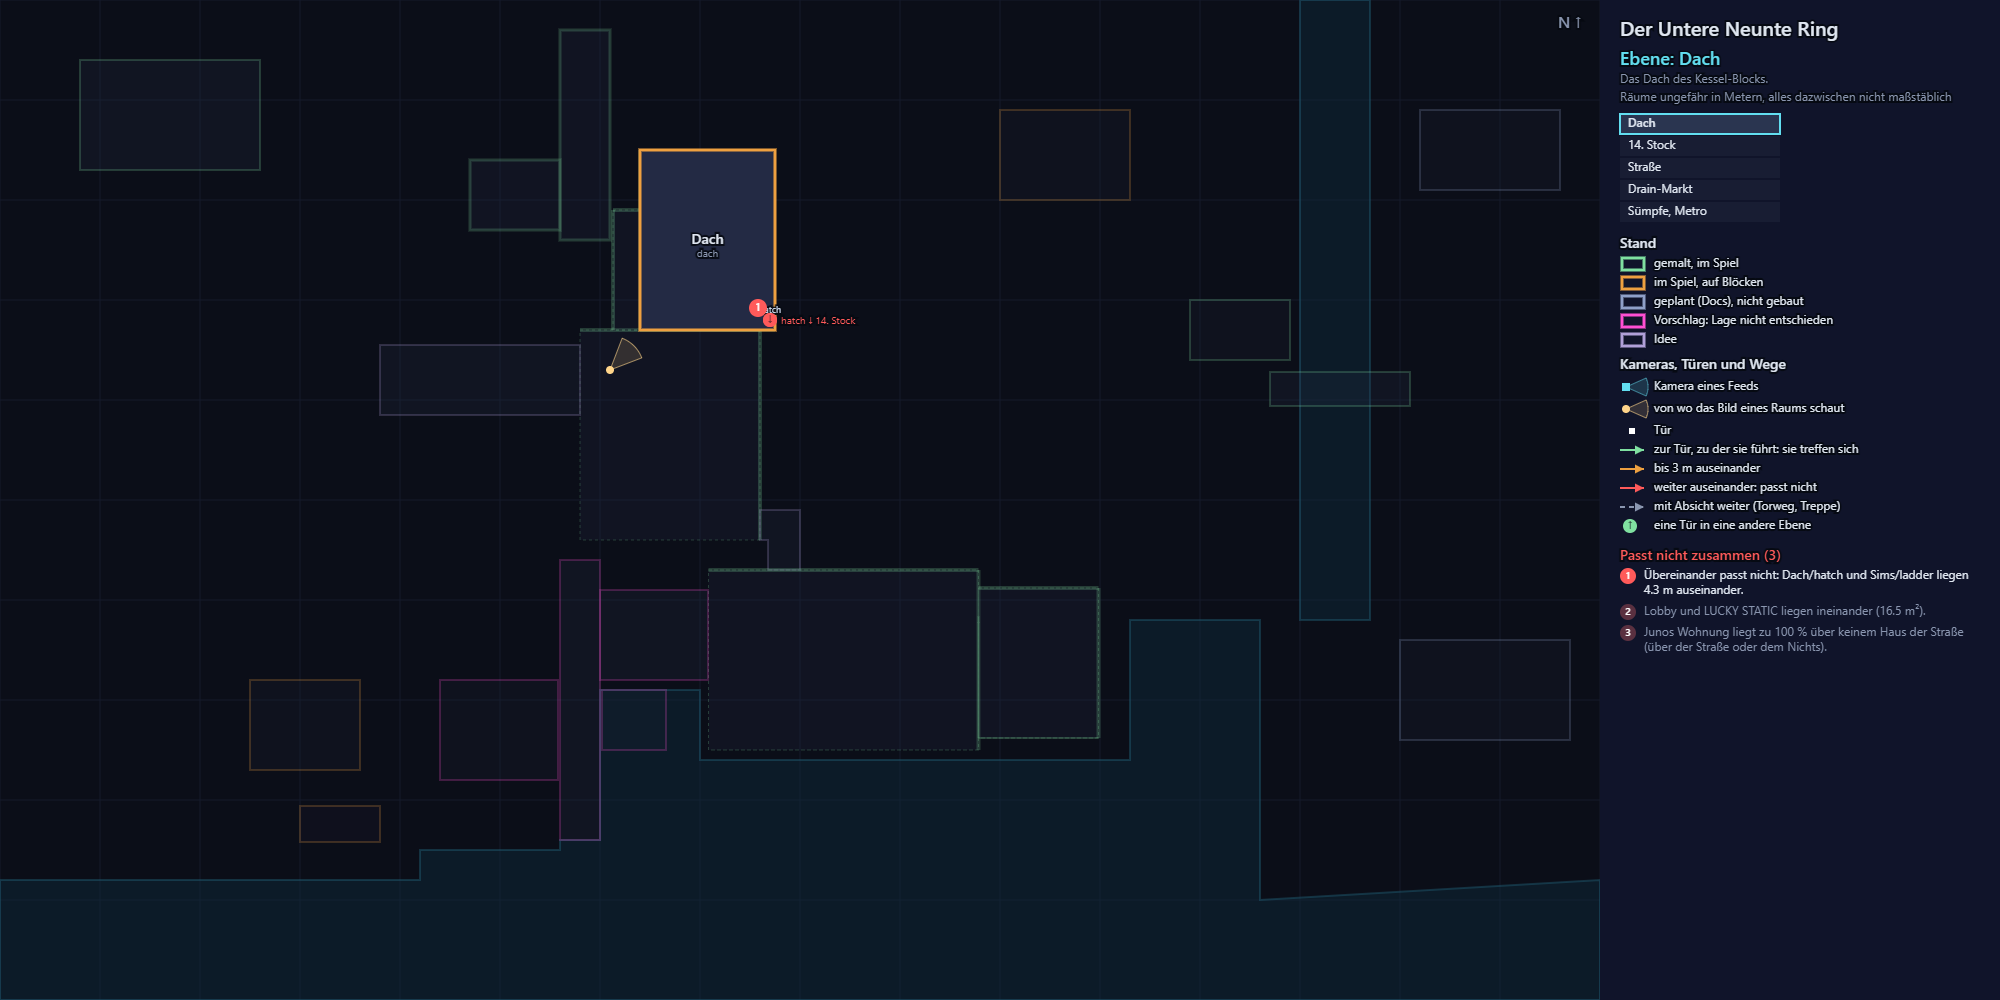 N ↑
Dach
dach
hatch ↓ 14. Stock
Der Untere Neunte Ring
Ebene: Dach
Das Dach des Kessel-Blocks.
Räume ungefähr in Metern, alles dazwischen nicht maßstäblich
Dach
14. Stock
Straße
Drain-Markt
Sümpfe, Metro
Stand
gemalt, im Spiel
im Spiel, auf Blöcken
geplant (Docs), nicht gebaut
Vorschlag: Lage nicht entschieden
Idee
Kameras, Türen und Wege
Kamera eines Feeds
von wo das Bild eines Raums schaut
Tür
zur Tür, zu der sie führt: sie treffen sich
bis 3 m auseinander
weiter auseinander: passt nicht
mit Absicht weiter (Torweg, Treppe)
↑ eine Tür in eine andere Ebene
Passt nicht zusammen (3)
1 Übereinander passt nicht: Dach/hatch und Sims/ladder liegen
4.3 m auseinander.
2 Lobby und LUCKY STATIC liegen ineinander (16.5 m²).
3 Junos Wohnung liegt zu 100 % über keinem Haus der Straße
(über der Straße oder dem Nichts).
1